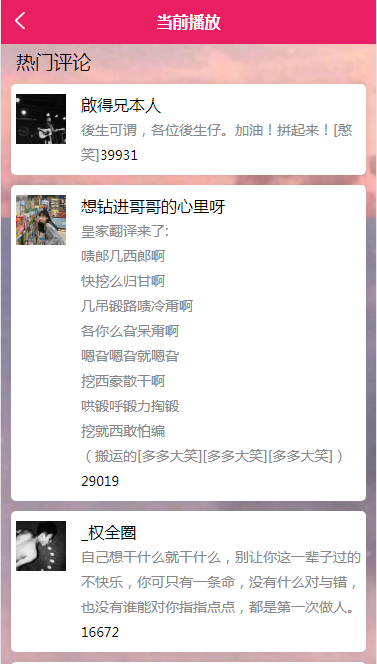 当前播放
热门评论
啟得兄本人
後生可谓，各位後生仔。加油！拼起来！[憨
笑]39931
想钻进哥哥的心里呀
皇家翻译来了:
啧郎几西郎啊
快挖么归甘啊
几吊锻路啧冷甭啊
各你么旮呆甭啊
嗯旮嗯旮就嗯旮
挖西豪散干啊
哄锻呼锻力掏锻
挖就西敢怕编
（搬运的[多多大笑][多多大笑][多多大笑]）
29019
_权全圈
自己想干什么就干什么，别让你这一辈子过的
不快乐，你可只有一条命，没有什么对与错，
也没有谁能对你指指点点，都是第一次做人。
16672